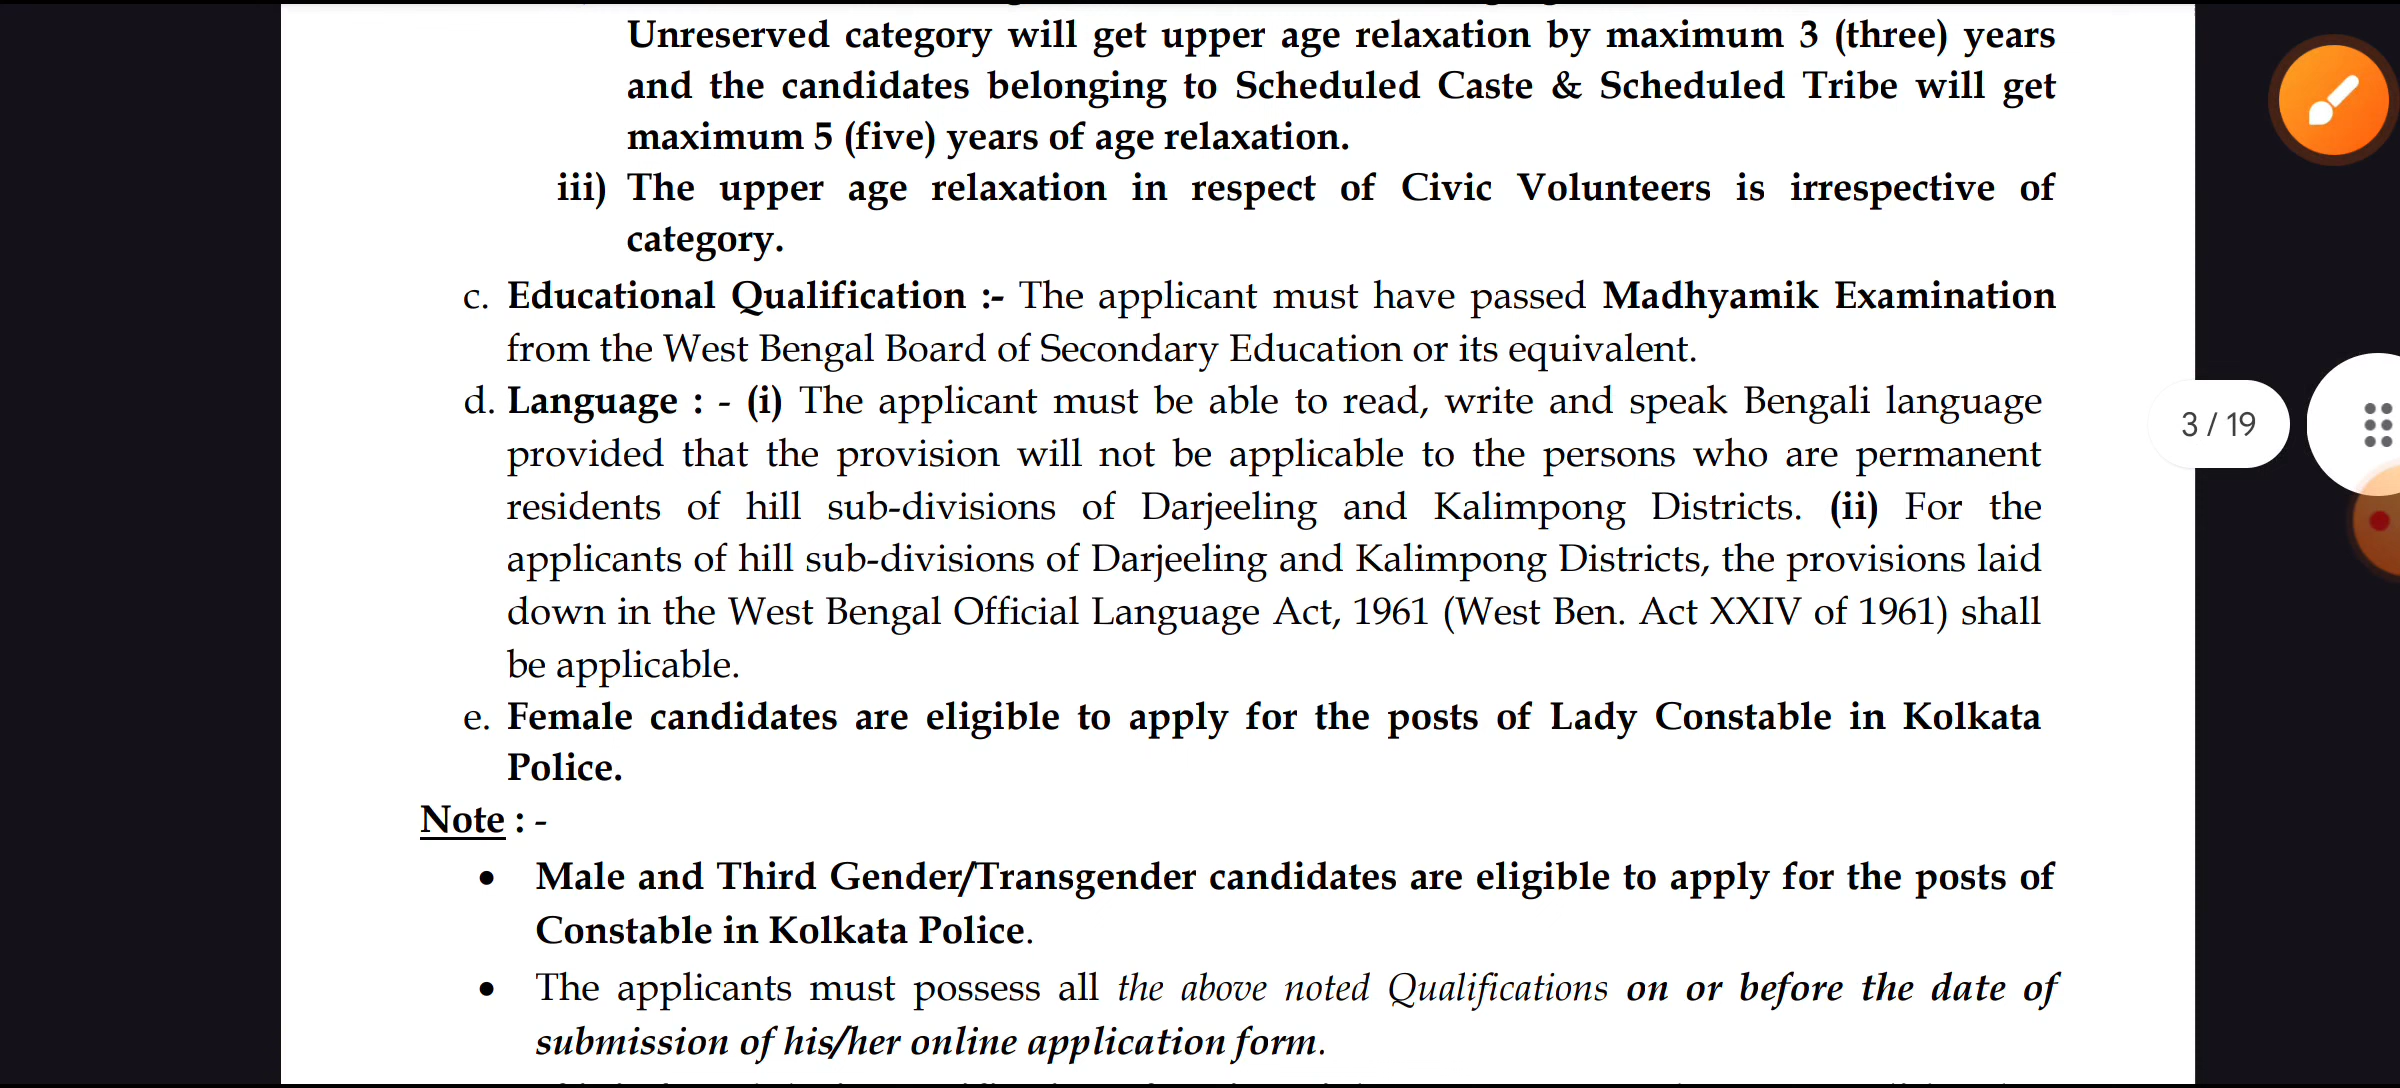 Unreserved category will get upper age relaxation by maximum 3 (three) years
and the candidates belonging to Scheduled Caste & Scheduled Tribe will get
maximum 5 (five) years of age relaxation.
iii) The upper age relaxation in respect of Civic Volunteers is irrespective of
category.
c. Educational Qualification :- The applicant must have passed Madhyamik Examination
from the West Bengal Board of Secondary Education or its equivalent.
d. Language : - (i) The applicant must be able to read, write and speak Bengali language
provided that the provision will not be applicable to the persons who are permanent
residents of hill sub-divisions of Darjeeling and Kalimpong Districts. (ii) For the
applicants of hill sub-divisions of Darjeeling and Kalimpong Districts, the provisions laid
down in the West Bengal Official Language Act, 1961 (West Ben. Act XXIV of 1961) shall
be applicable.
e. Female candidates are eligible to apply for the posts of Lady Constable in Kolkata
Police.
Note : -
• Male and Third Gender/Transgender candidates are eligible to apply for the posts of
Constable in Kolkata Police.
• The applicants must possess all the above noted Qualifications on or before the date of
submission of his/her online application form.
3 / 19